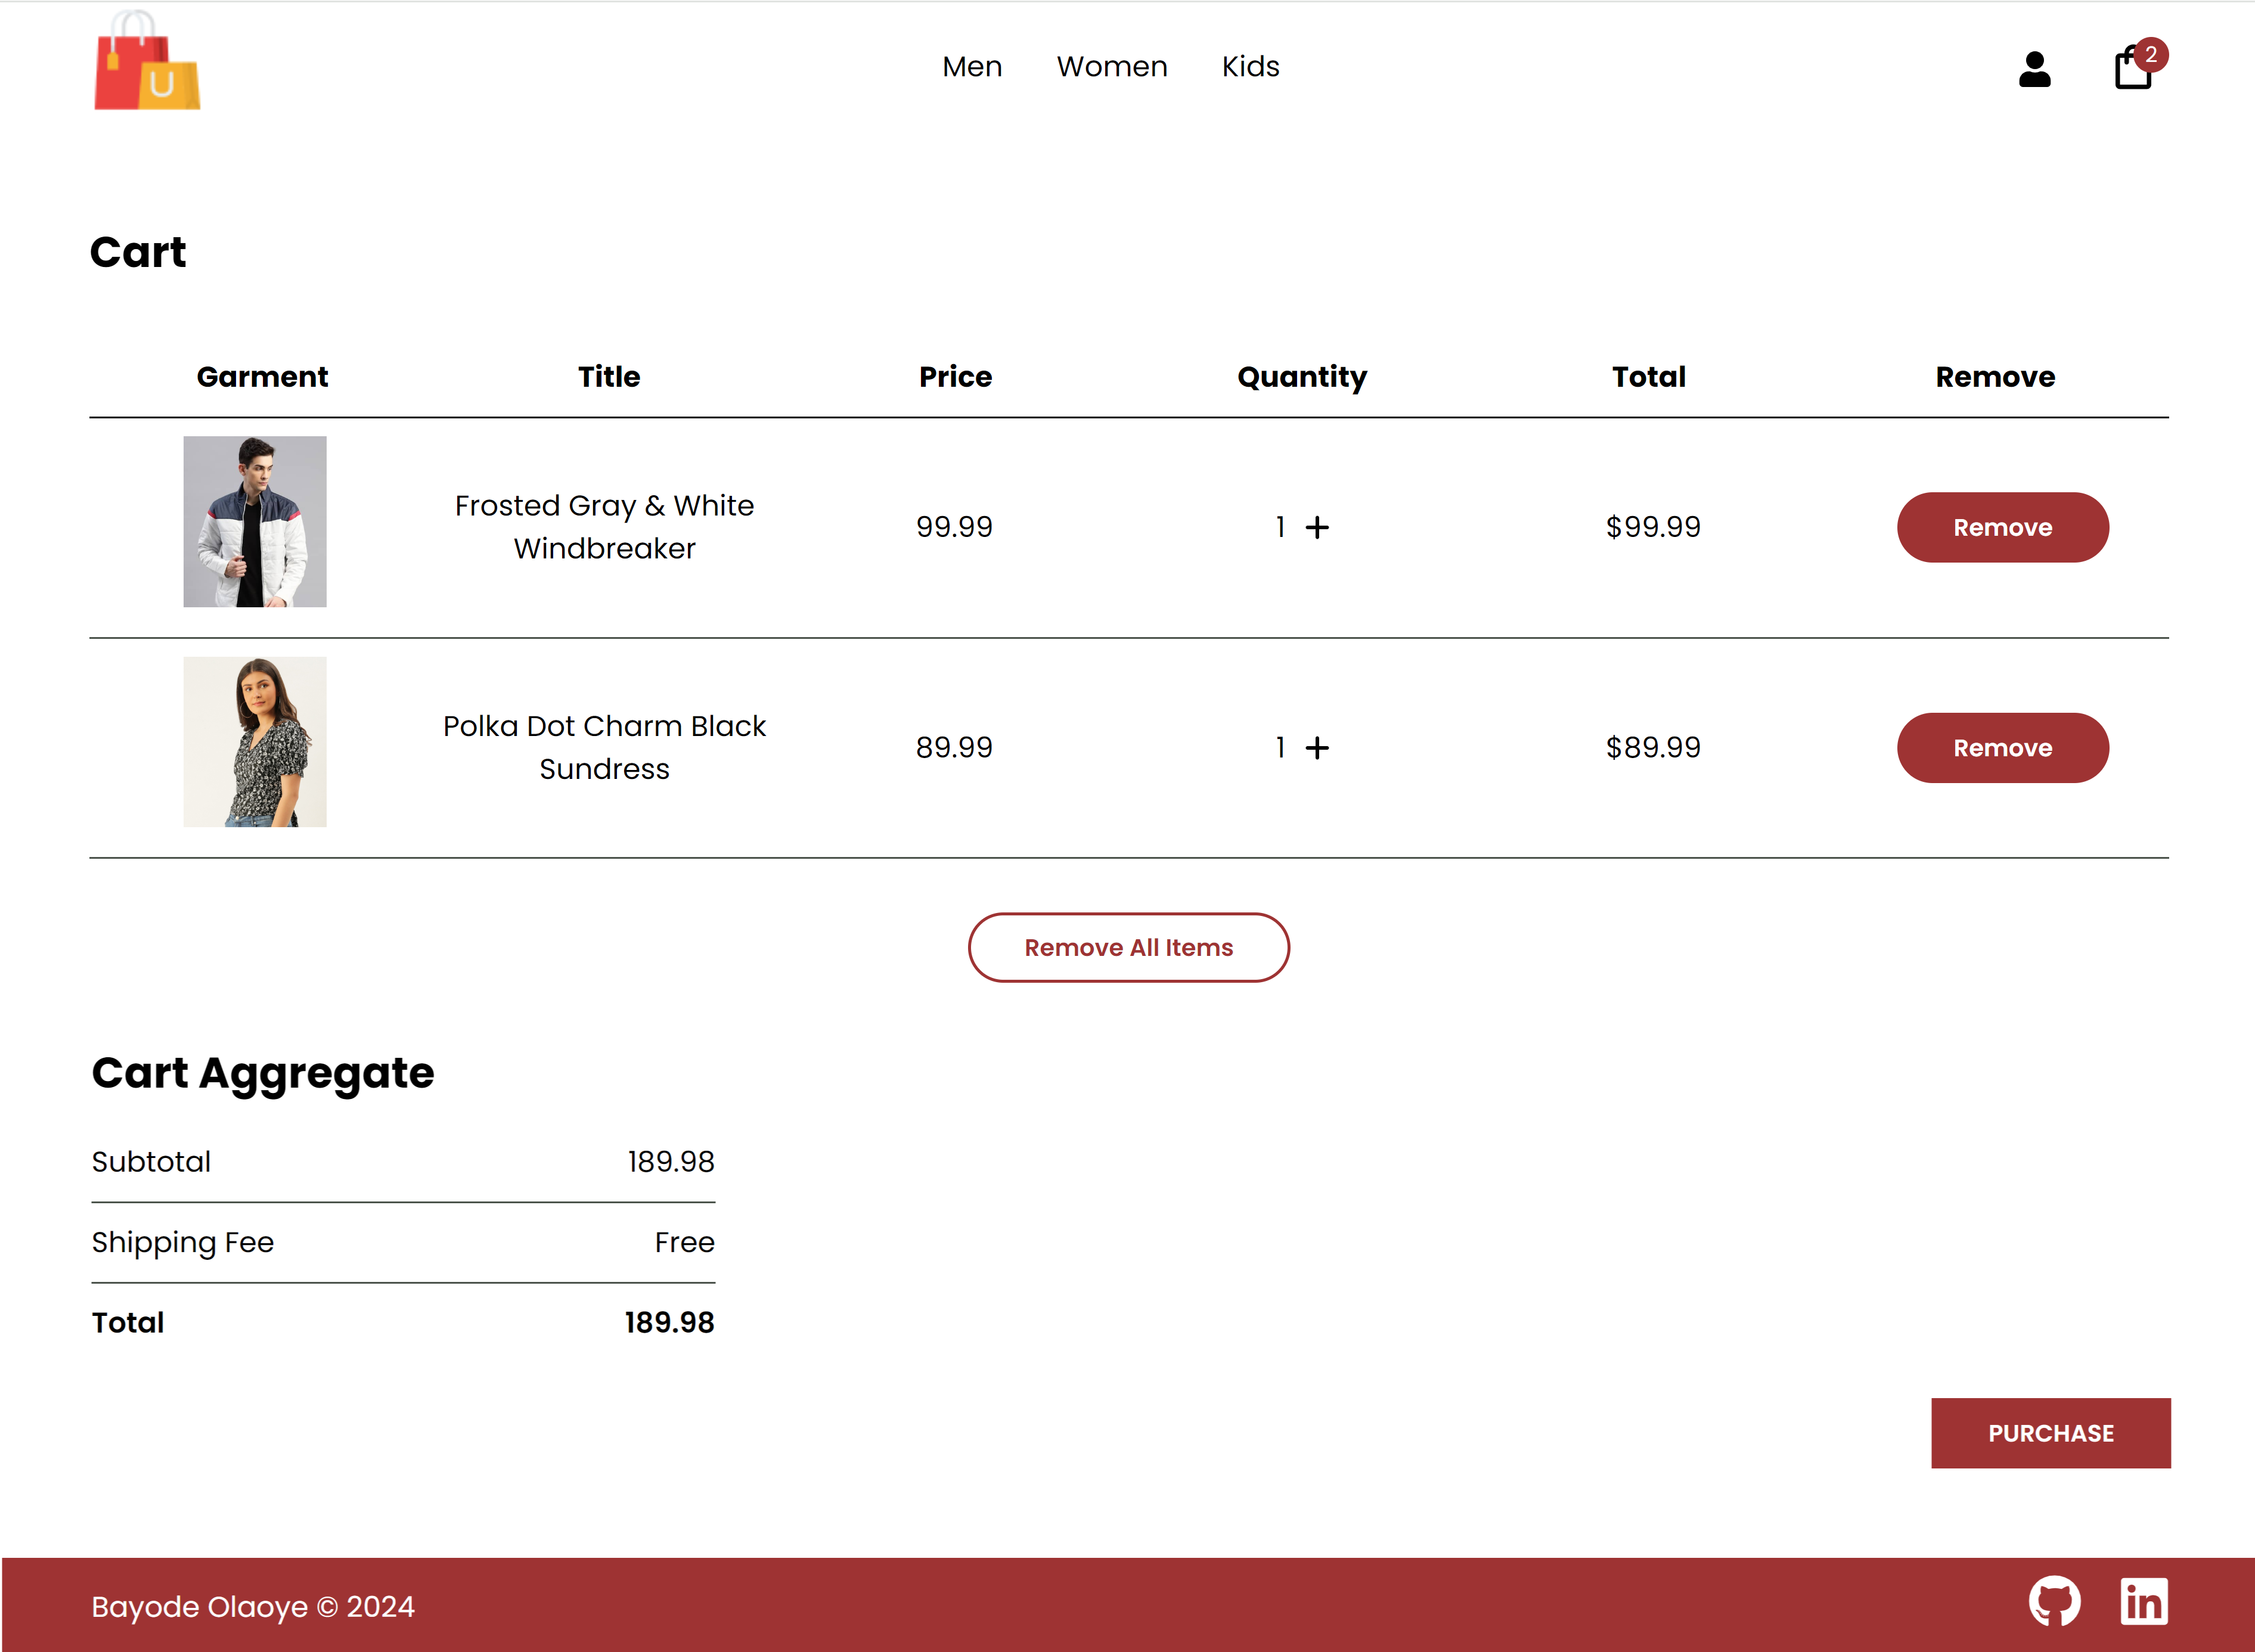 U
Men Women Kids
2
Cart
Garment Title Price Quantity Total Remove
Frosted Gray & White
Windbreaker
99.99 1 + $99.99 Remove
Polka Dot Charm Black
Sundress
89.99 1 + $89.99 Remove
Remove All Items
Cart Aggregate
Subtotal 189.98
Shipping Fee Free
Total 189.98
PURCHASE
Bayode Olaoye © 2024
in